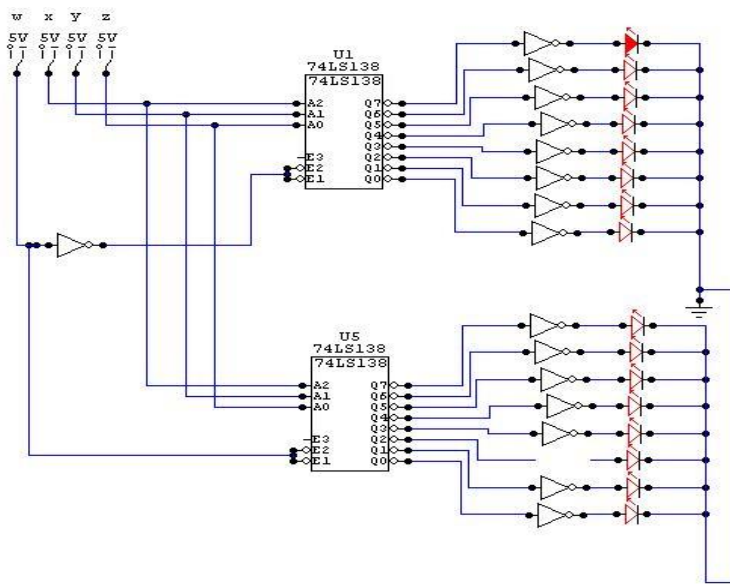 w x y z
5V 5V 5V 5V
U1
74LS138
74LS138
A2 Q7
A1 Q6
A0 Q5
Q4
Q3
E3 Q2
E2 Q1
E1 Q0
U5
74LS138
74LS138
A2 Q7
A1 Q6
A0 Q5
Q4
Q3
E3 Q2
E2 Q1
E1 Q0